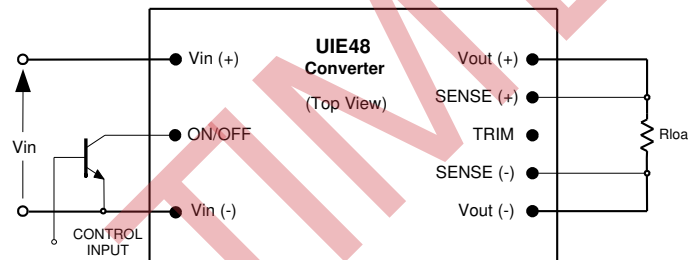 UIE48
Converter
(Top View)
Vin (+)
ON/OFF
Vin (-)
Vout (+)
SENSE (+)
TRIM
SENSE (-)
Vout (-)
Vin
CONTROL
INPUT
Rloa